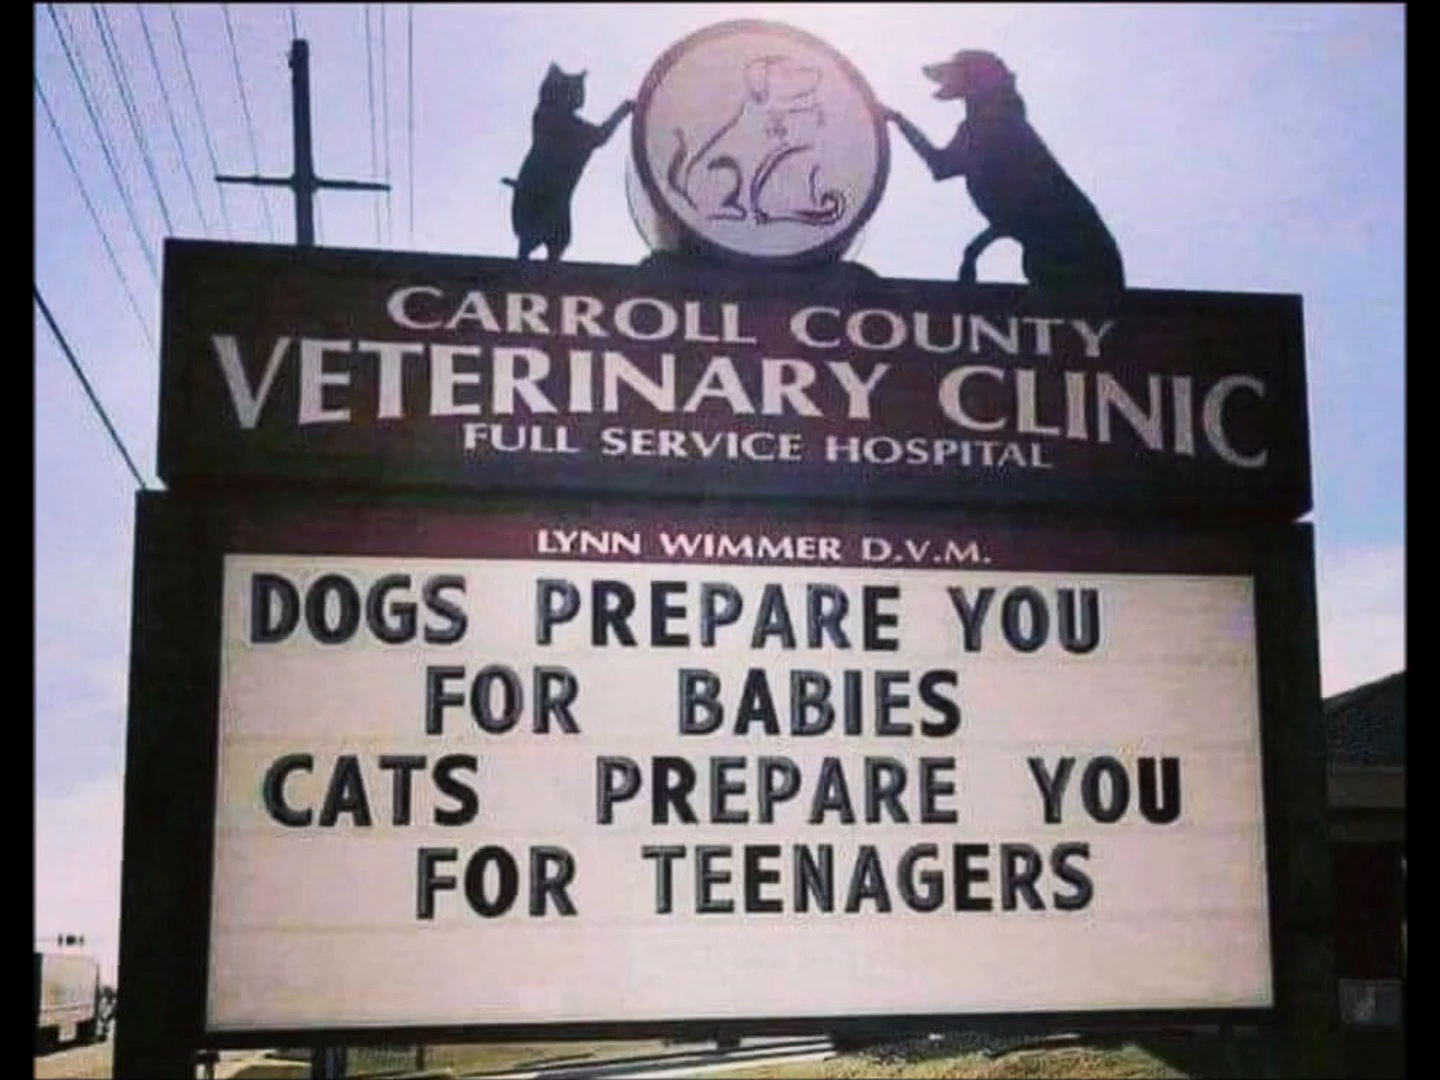 CARROLL COUNTY
VETERINARY CLINIC
FULL SERVICE HOSPITAL
LYNN WIMMER D.V.M.
DOGS PREPARE YOU
FOR BABIES
CATS PREPARE YOU
FOR TEENAGERS